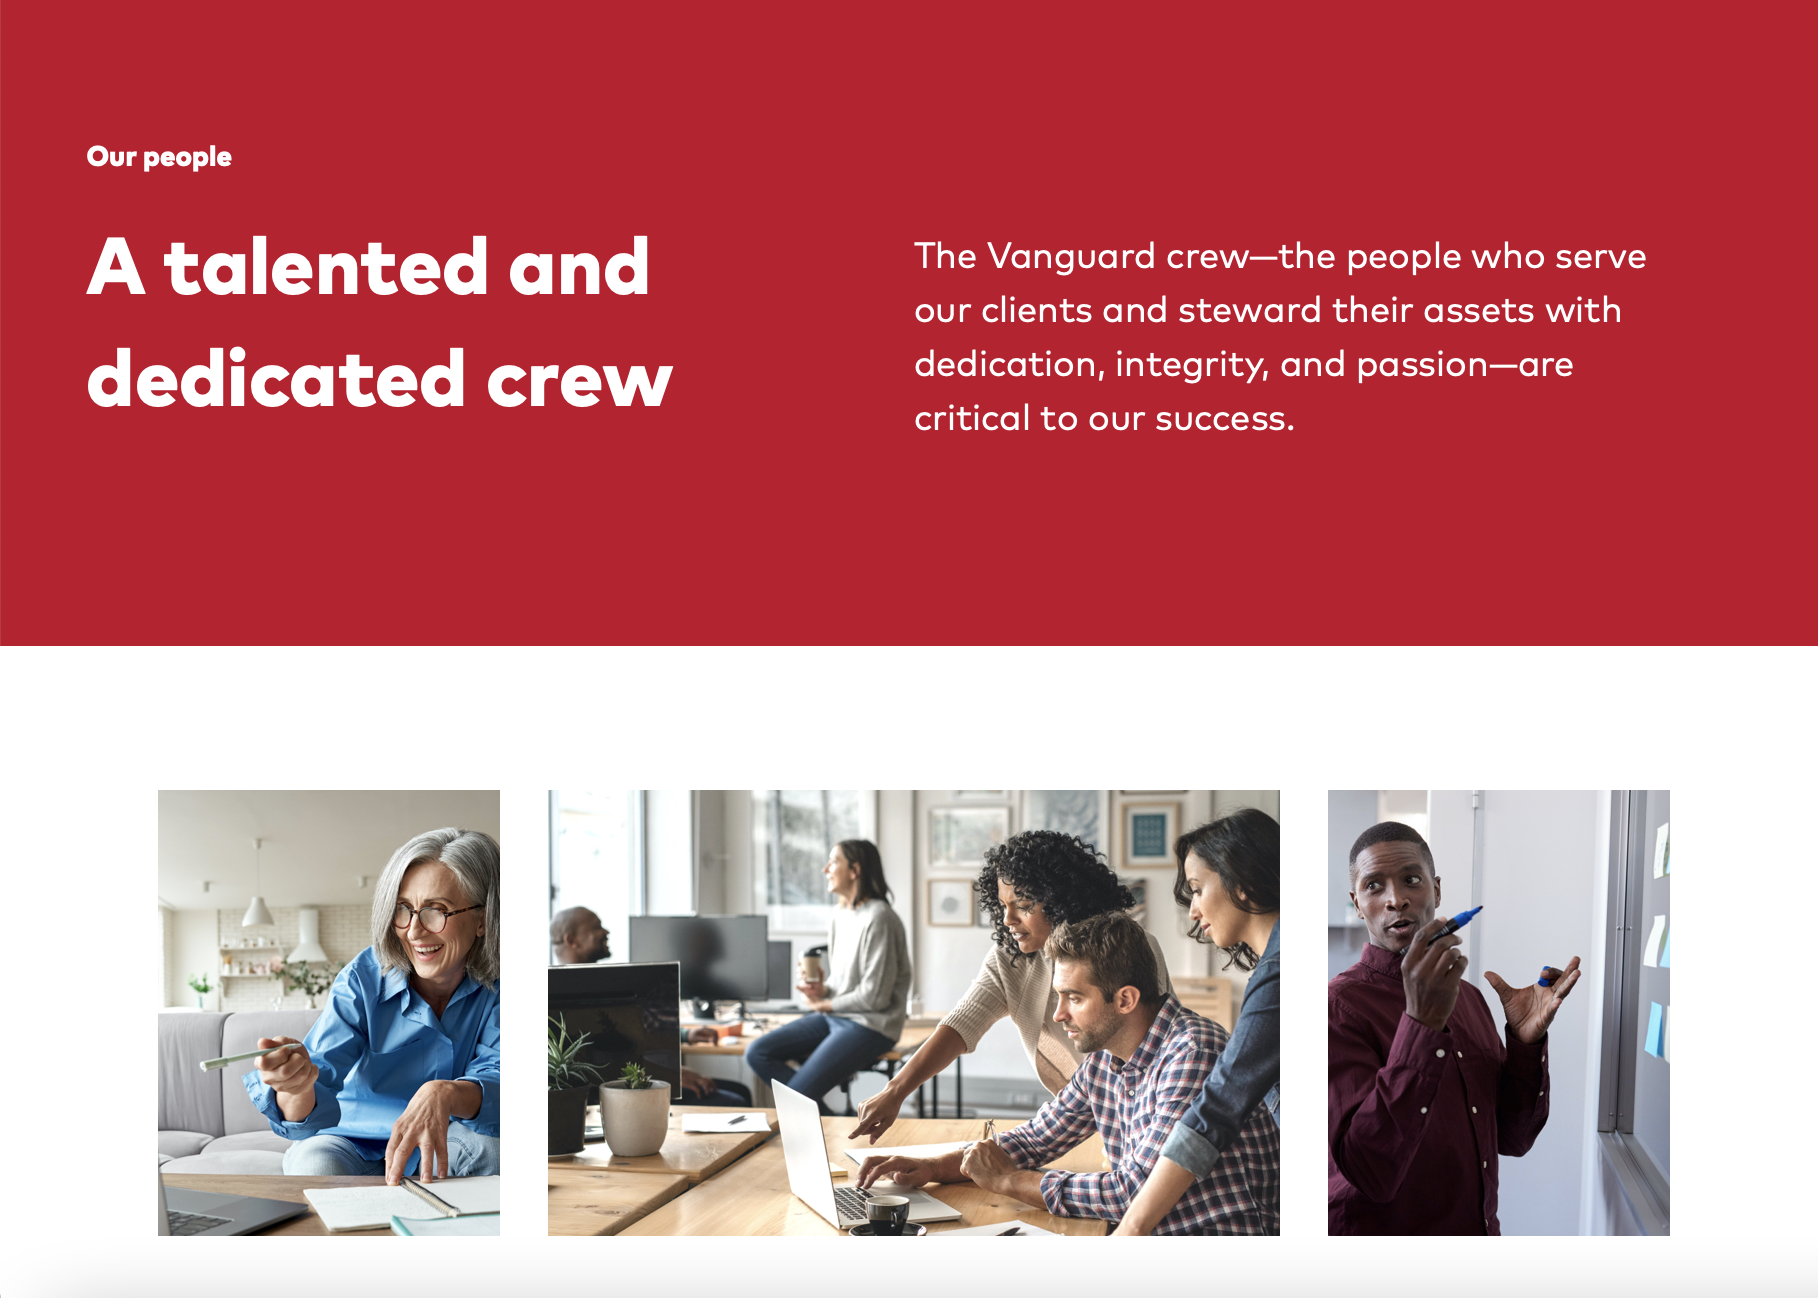 Our people
A talented and
dedicated crew
The Vanguard crew—the people who serve
our clients and steward their assets with
dedication, integrity, and passion—are
critical to our success.